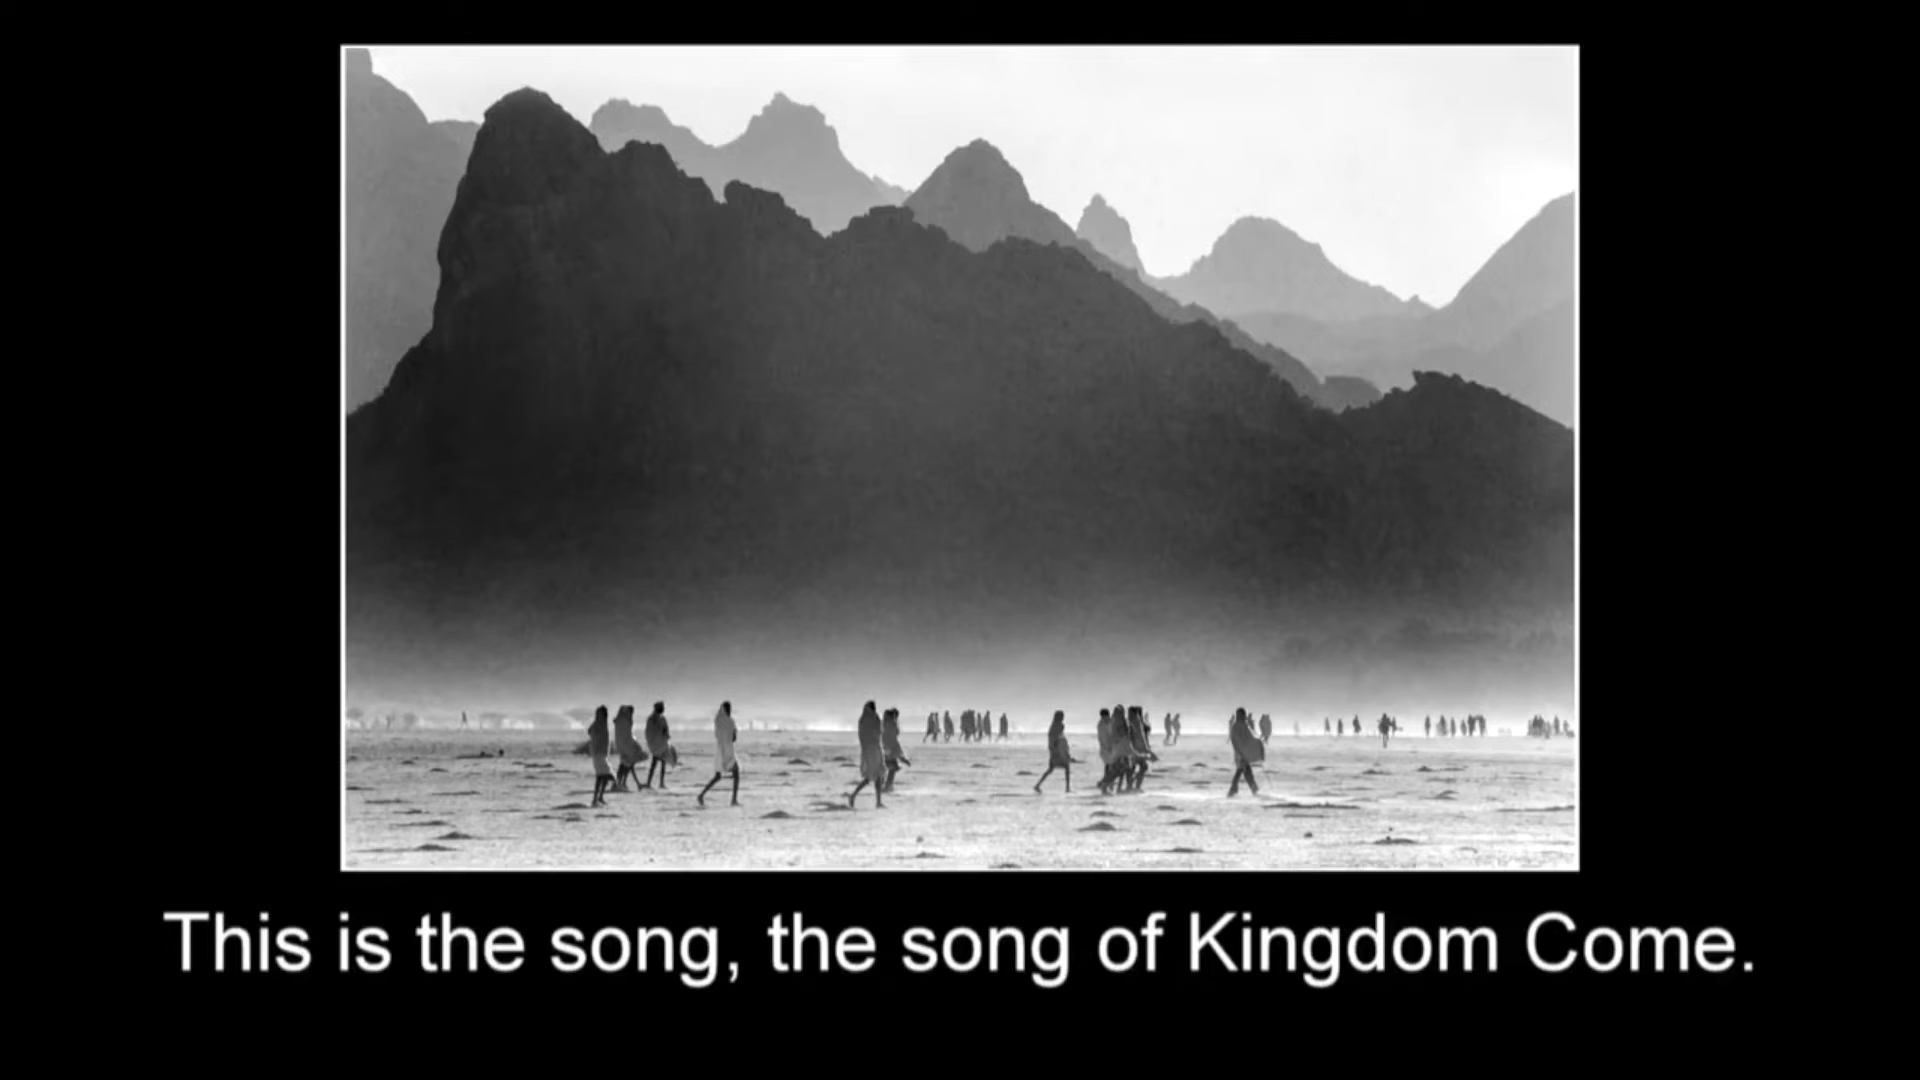 This is the song, the song of Kingdom Come.